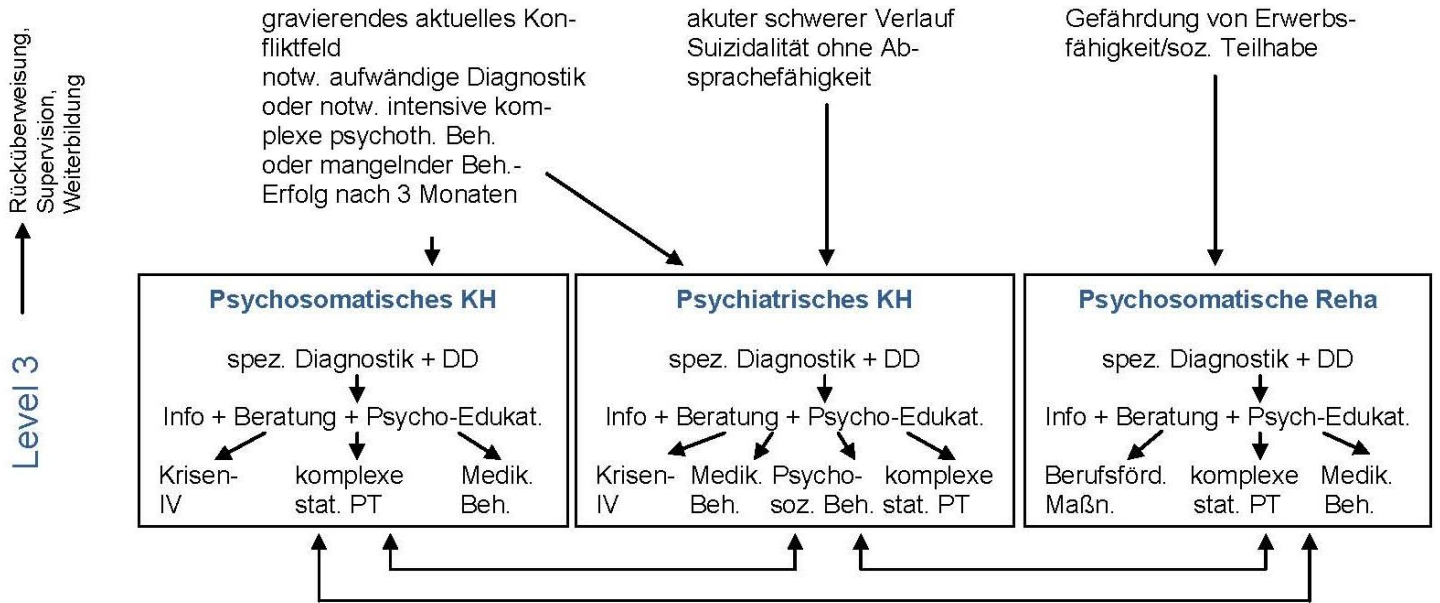 Rücküberweisung,
Supervision,
Weiterbildung
Level 3
gravierendes aktuelles Kon-
fliktfeld
notw. aufwändige Diagnostik
oder notw. intensive kom-
plexe psychoth. Beh.
oder mangelnder Beh.-
Erfolg nach 3 Monaten
akuter schwerer Verlauf
Suizidalität ohne Ab-
sprachefähigkeit
Gefährdung von Erwerbs-
fähigkeit/soz. Teilhabe
Psychosomatisches KH
spez. Diagnostik + DD
Info + Beratung + Psycho-Edukat.
Krisen-
IV
komplexe
stat. PT
Medik.
Beh.
Psychiatrisches KH
spez. Diagnostik + DD
Info + Beratung + Psycho-Edukat.
Krisen-
IV
Medik.
Beh.
Psycho-
soz. Beh.
komplexe
stat. PT
Psychosomatische Reha
spez. Diagnostik + DD
Info + Beratung + Psych-Edukat.
Berufsförd.
Maßn.
komplexe
stat. PT
Medik.
Beh.